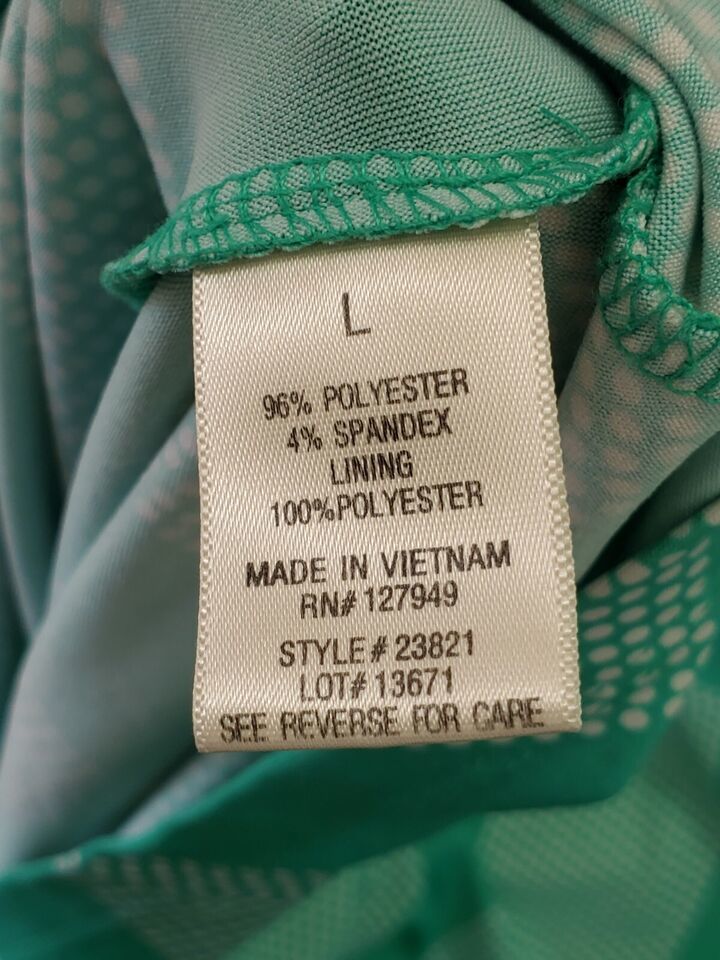 L
96% POLYESTER
4% SPANDEX
LINING
100%POLYESTER
MADE IN VIETNAM
RN# 127949
STYLE# 23821
LOT# 13671
SEE REVERSE FOR CARE